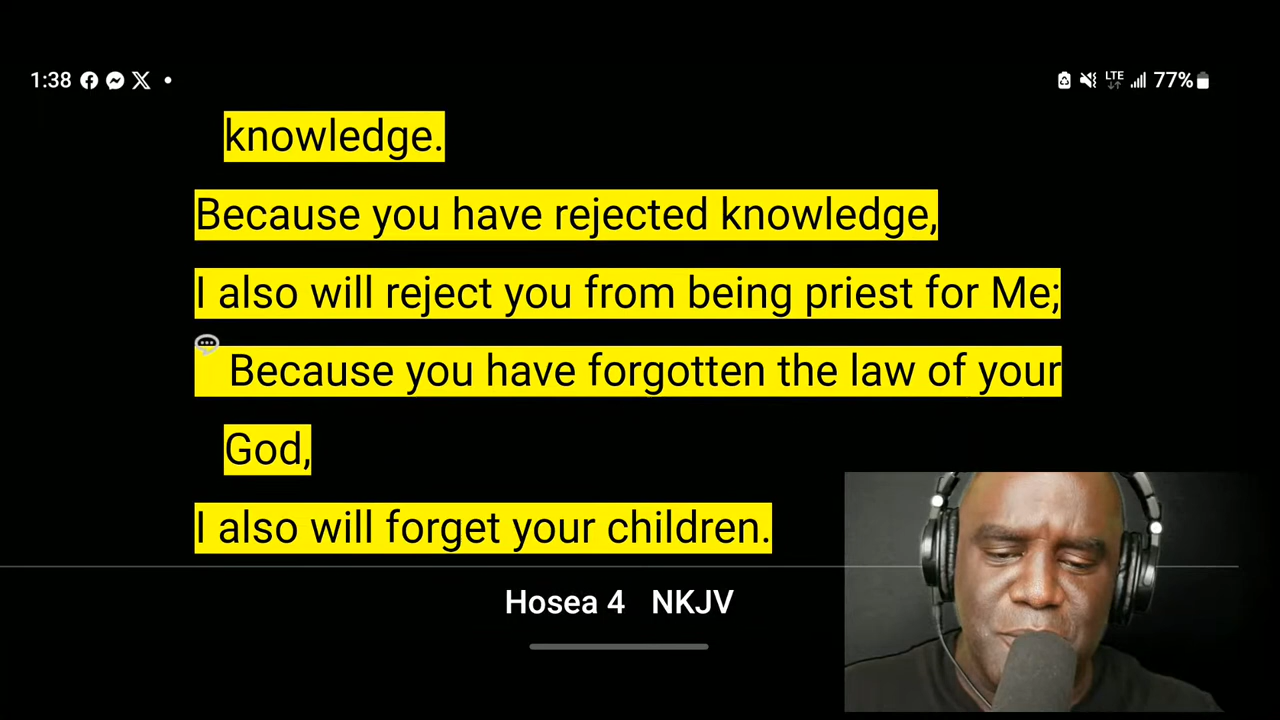 1:38
LTE
77%
knowledge.
Because you have rejected knowledge,
I also will reject you from being priest for Me;
Because you have forgotten the law of your
God,
I also will forget your children.
Hosea 4 NKJV